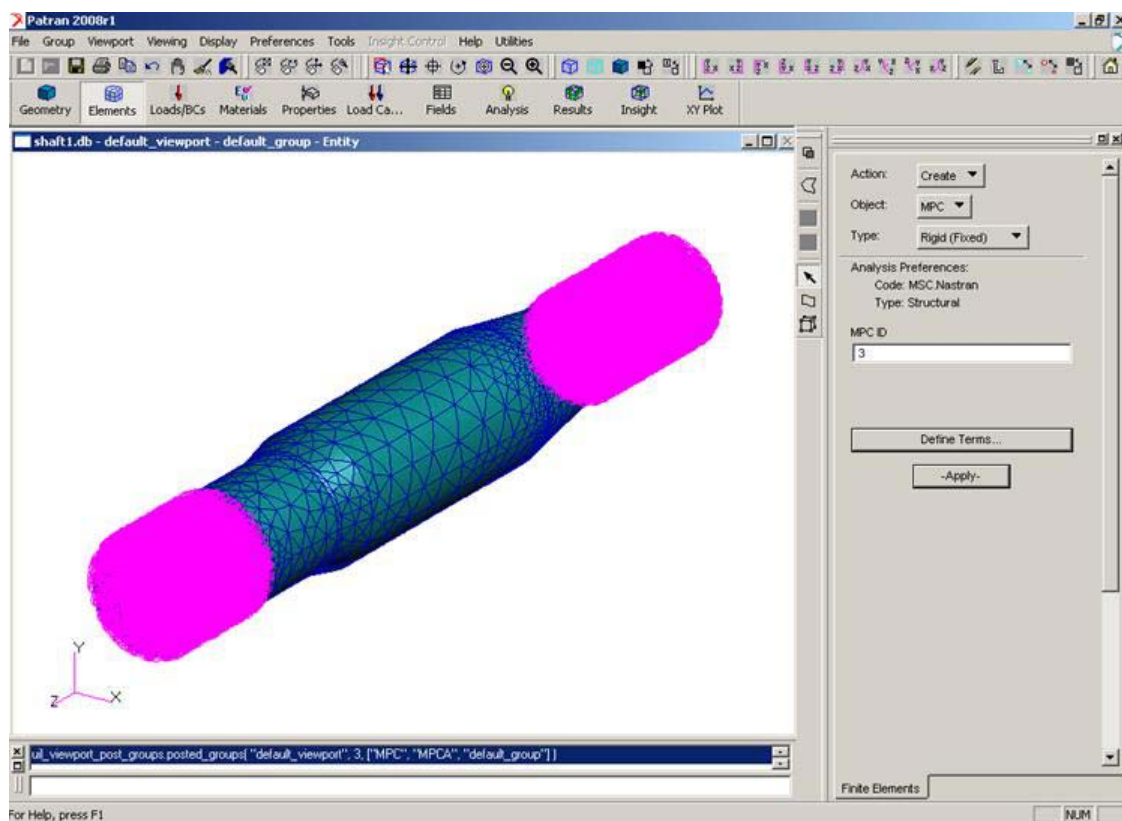 Patran 2008r1
File Group Viewport Viewing Display Preferences Tools Insight Control Help Utilities
Geometry Elements Loads/BCs Materials Properties Load Ca... Fields Analysis Results Insight XY Plot
shaft1.db - default_viewport - default_group - Entity
Action: Create
Object: MPC
Type: Rigid (Fixed)
Analysis Preferences:
Code: MSC.Nastran
Type: Structural
MPC ID
3
Define Terms...
-Apply-
Y
Z X
uil_viewport_post_groups.posted_groups( "default_viewport", 3, ["MPC", "MPCA", "default_group"] )
Finite Elements
For Help, press F1 NUM